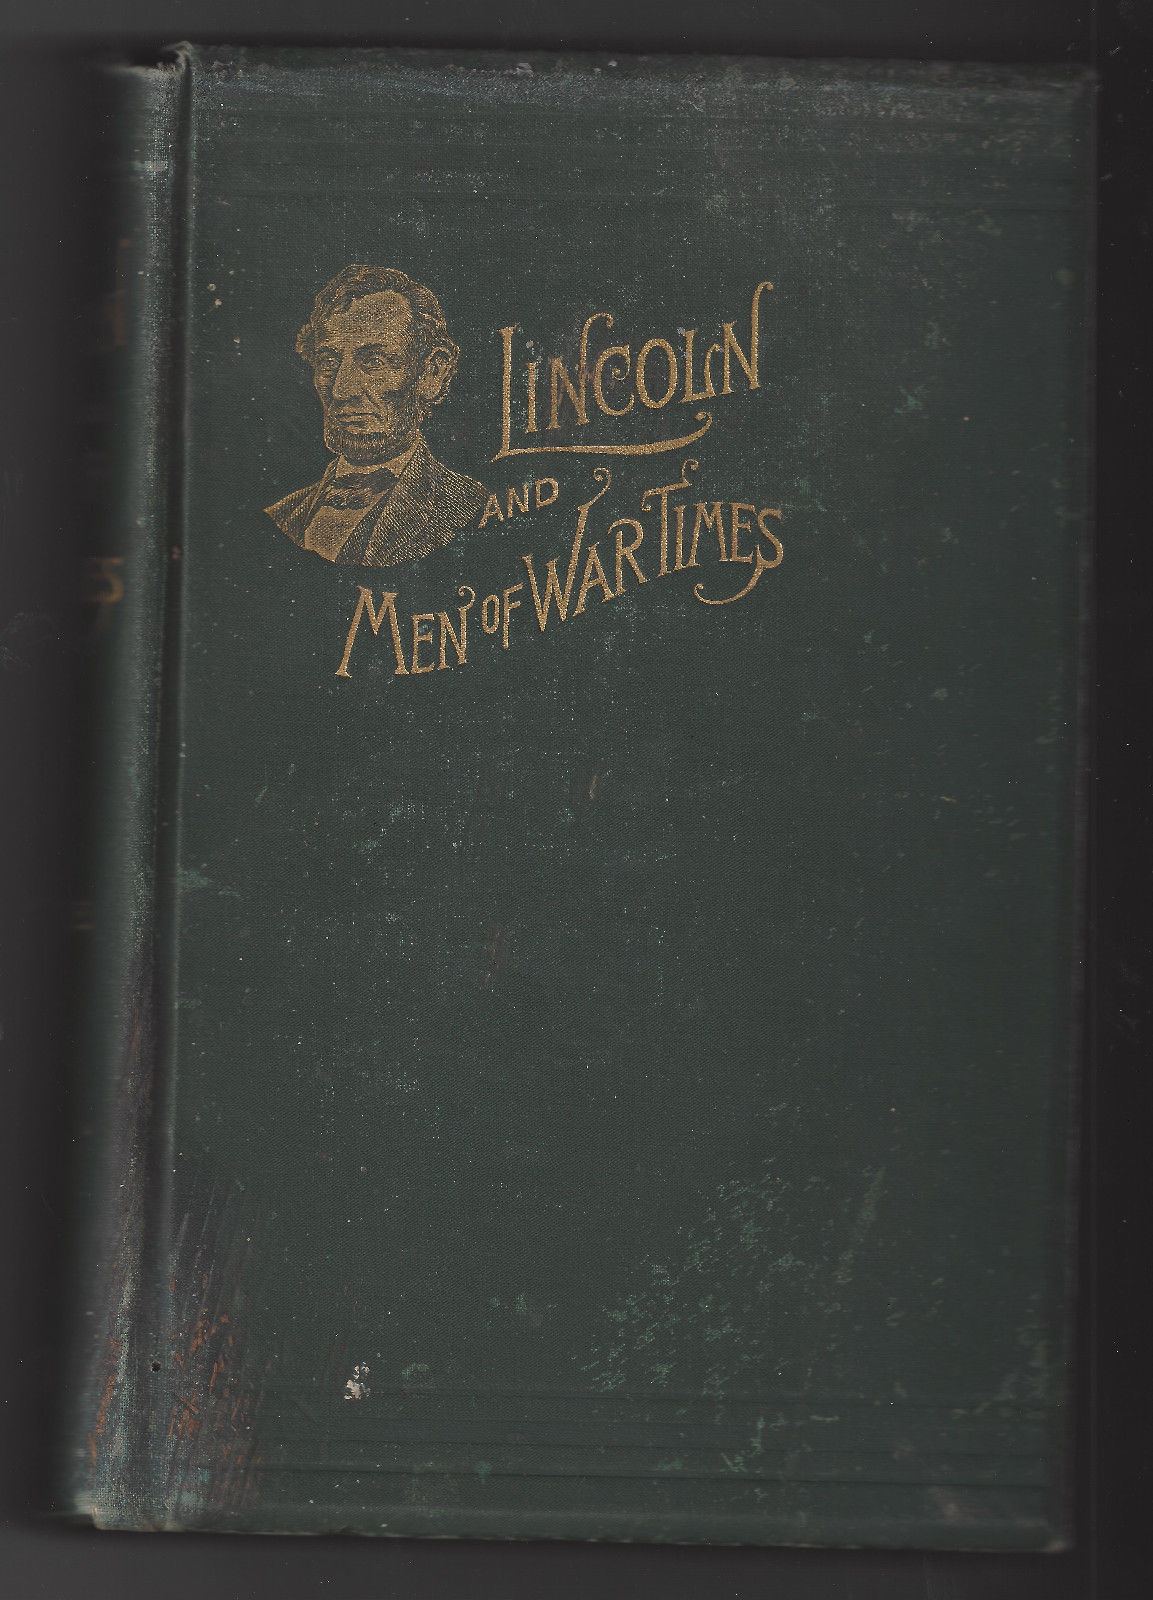 LINCOLN
AND
MEN OF WAR TIMES